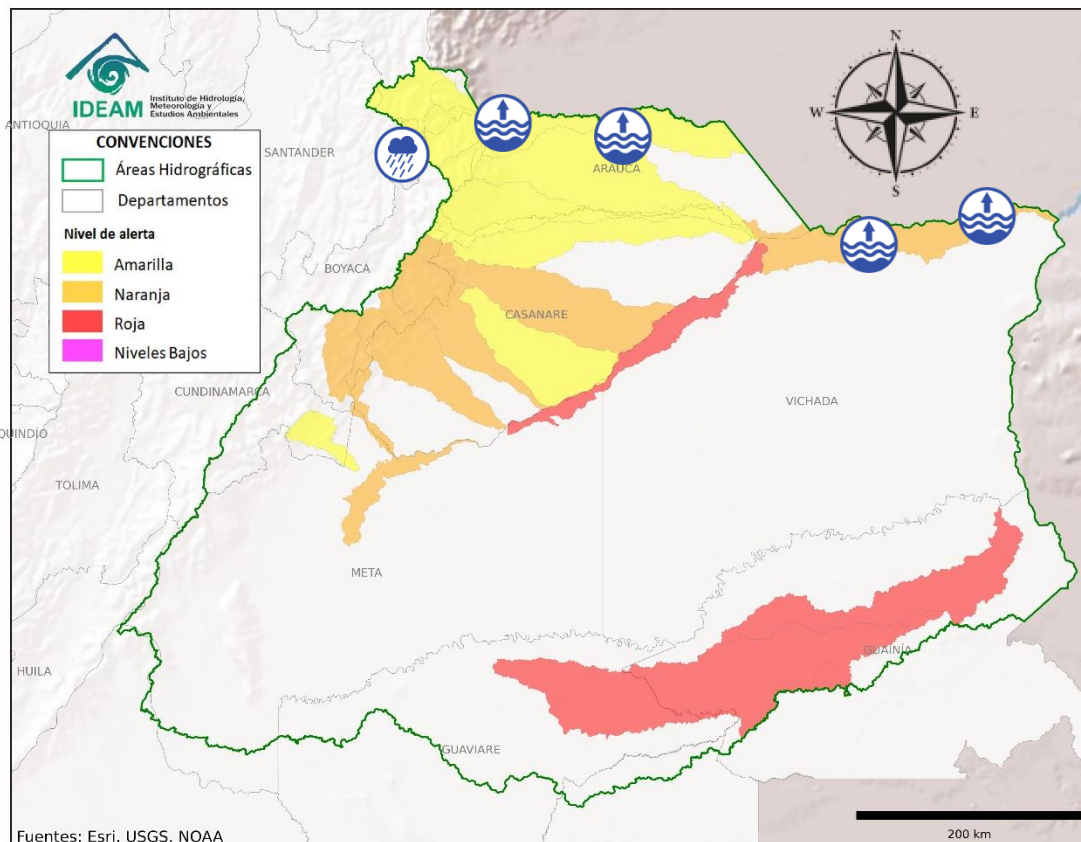 IDEAM
Instituto de Hidrología,
Meteorología y
Estudios Ambientales
N
W
E
S
ANTIOQUIA
CONVENCIONES
Áreas Hidrográficas
Departamentos
Nivel de alerta
Amarilla
Naranja
Roja
Niveles Bajos
SANTANDER
ARAUCA
BOYACÁ
CASANARE
CUNDINAMARCA
VICHADA
QUINDÍO
TOLIMA
META
HUILA
GUAINÍA
GUAVIARE
Fuentes: Esri, USGS, NOAA
200 km